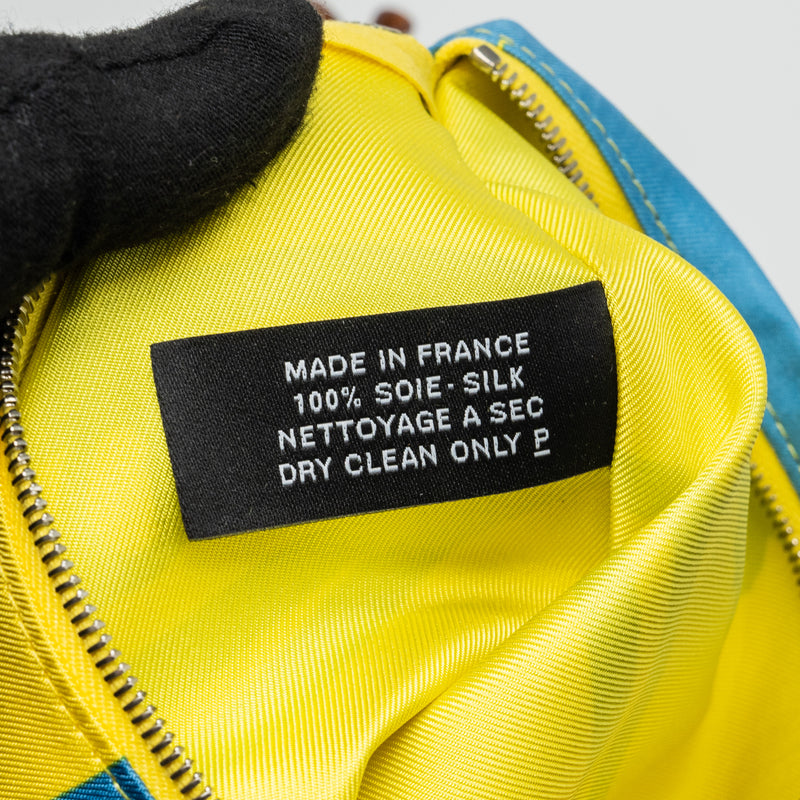 MADE IN FRANCE
100% SOIE - SILK
NETTOYAGE A SEC
DRY CLEAN ONLY P